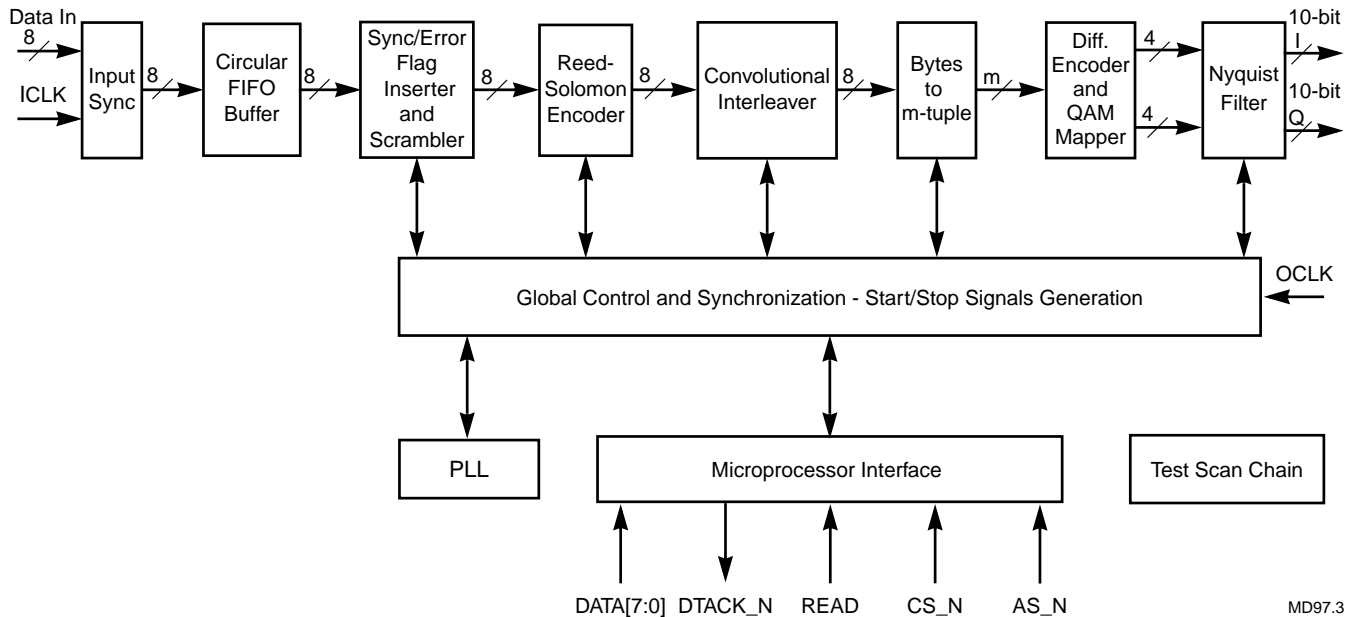 Data In
8
ICLK
Input
Sync
8
Circular
FIFO
Buffer
8
Sync/Error
Flag
Inserter
and
Scrambler
8
Reed-
Solomon
Encoder
8
Convolutional
Interleaver
8
Bytes
to
m-tuple
m
Diff.
Encoder
and
QAM
Mapper
4
4
Nyquist
Filter
10-bit
I
10-bit
Q
Global Control and Synchronization - Start/Stop Signals Generation
OCLK
PLL
Microprocessor Interface
Test Scan Chain
DATA[7:0]
DTACK_N
READ
CS_N
AS_N
MD97.3